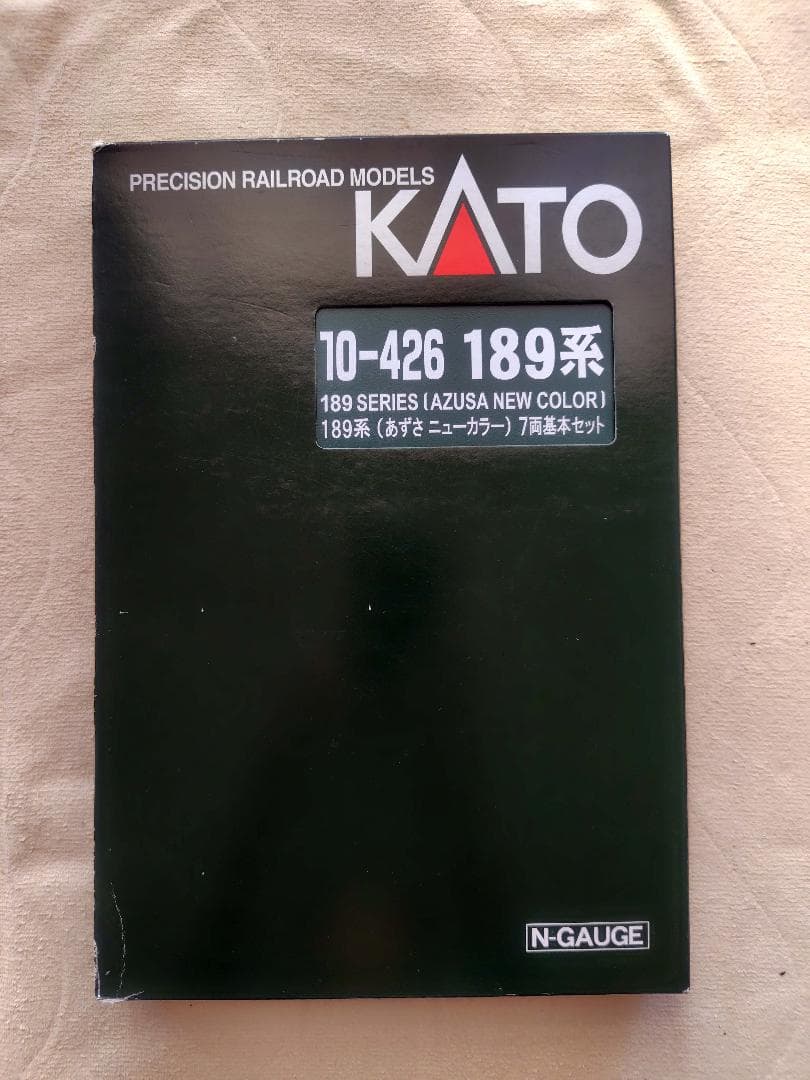 PRECISION RAILROAD MODELS
KATO
10-426 189系
189 SERIES (AZUSA NEW COLOR)
189系 (あずさ ニューカラー) 7両基本セット
N-GAUGE